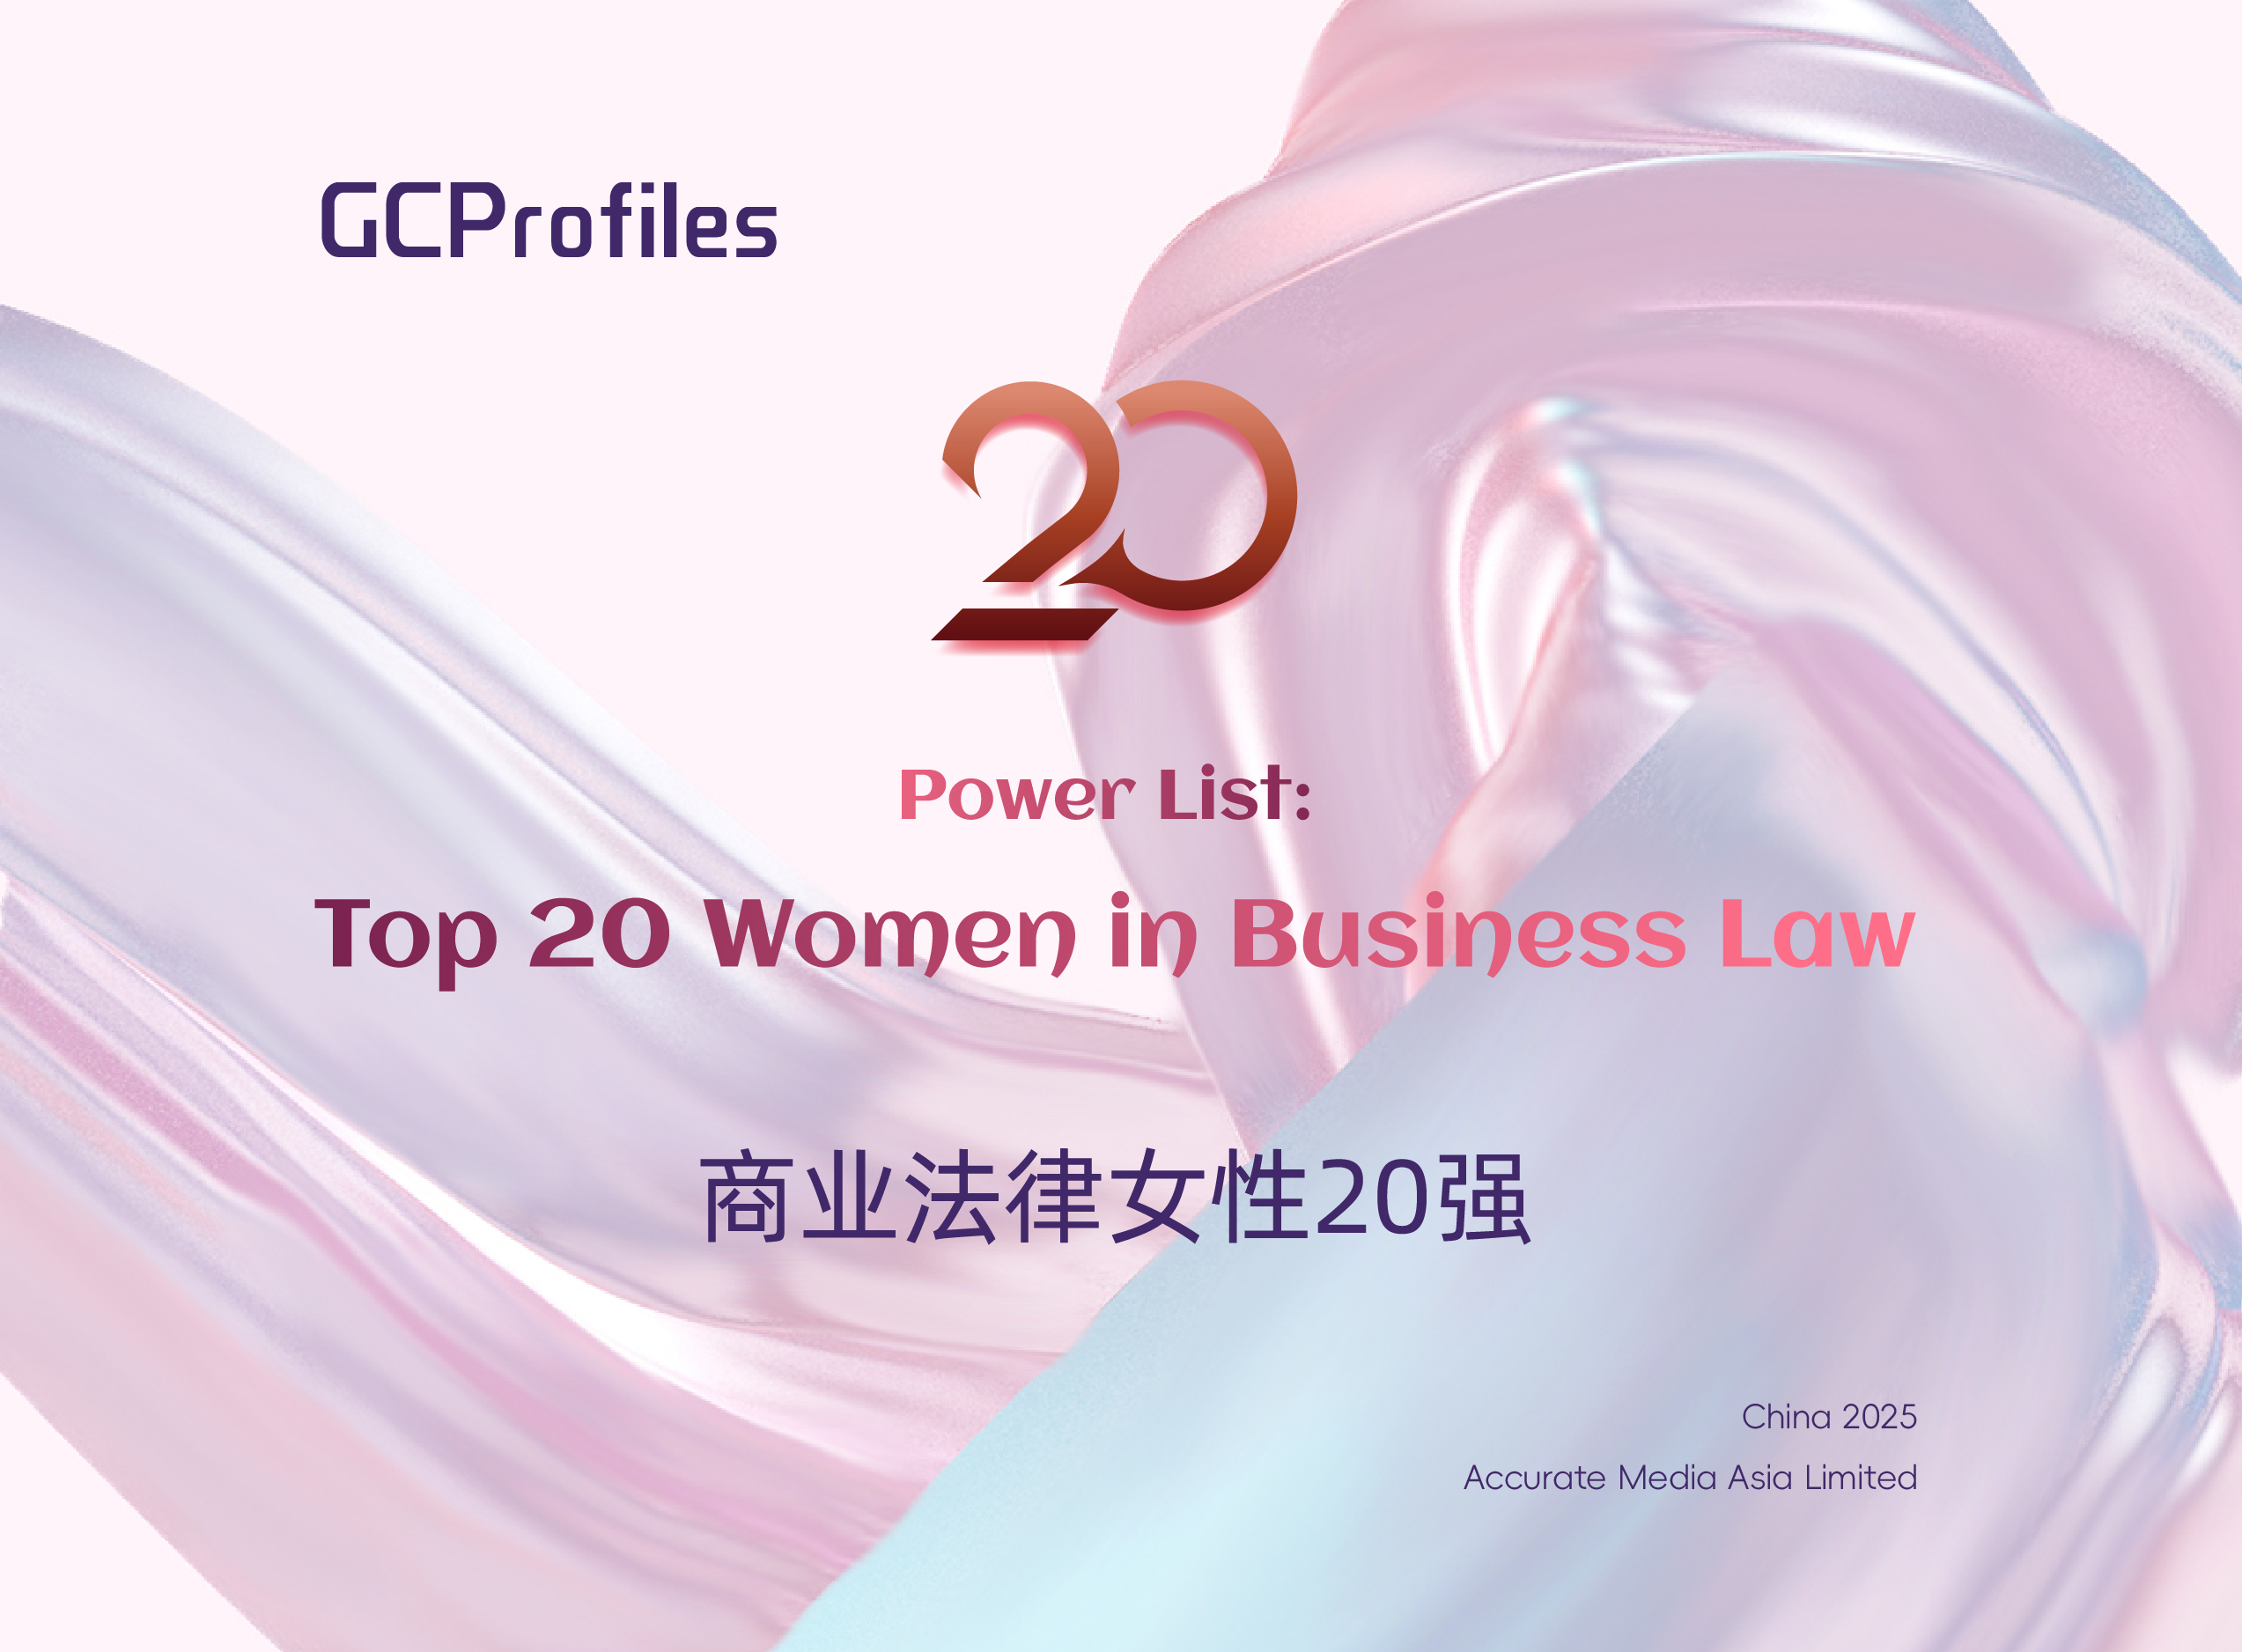 GCProfiles
20
Power List:
Top 20 Women in Business Law
商业法律女性20强
China 2025
Accurate Media Asia Limited